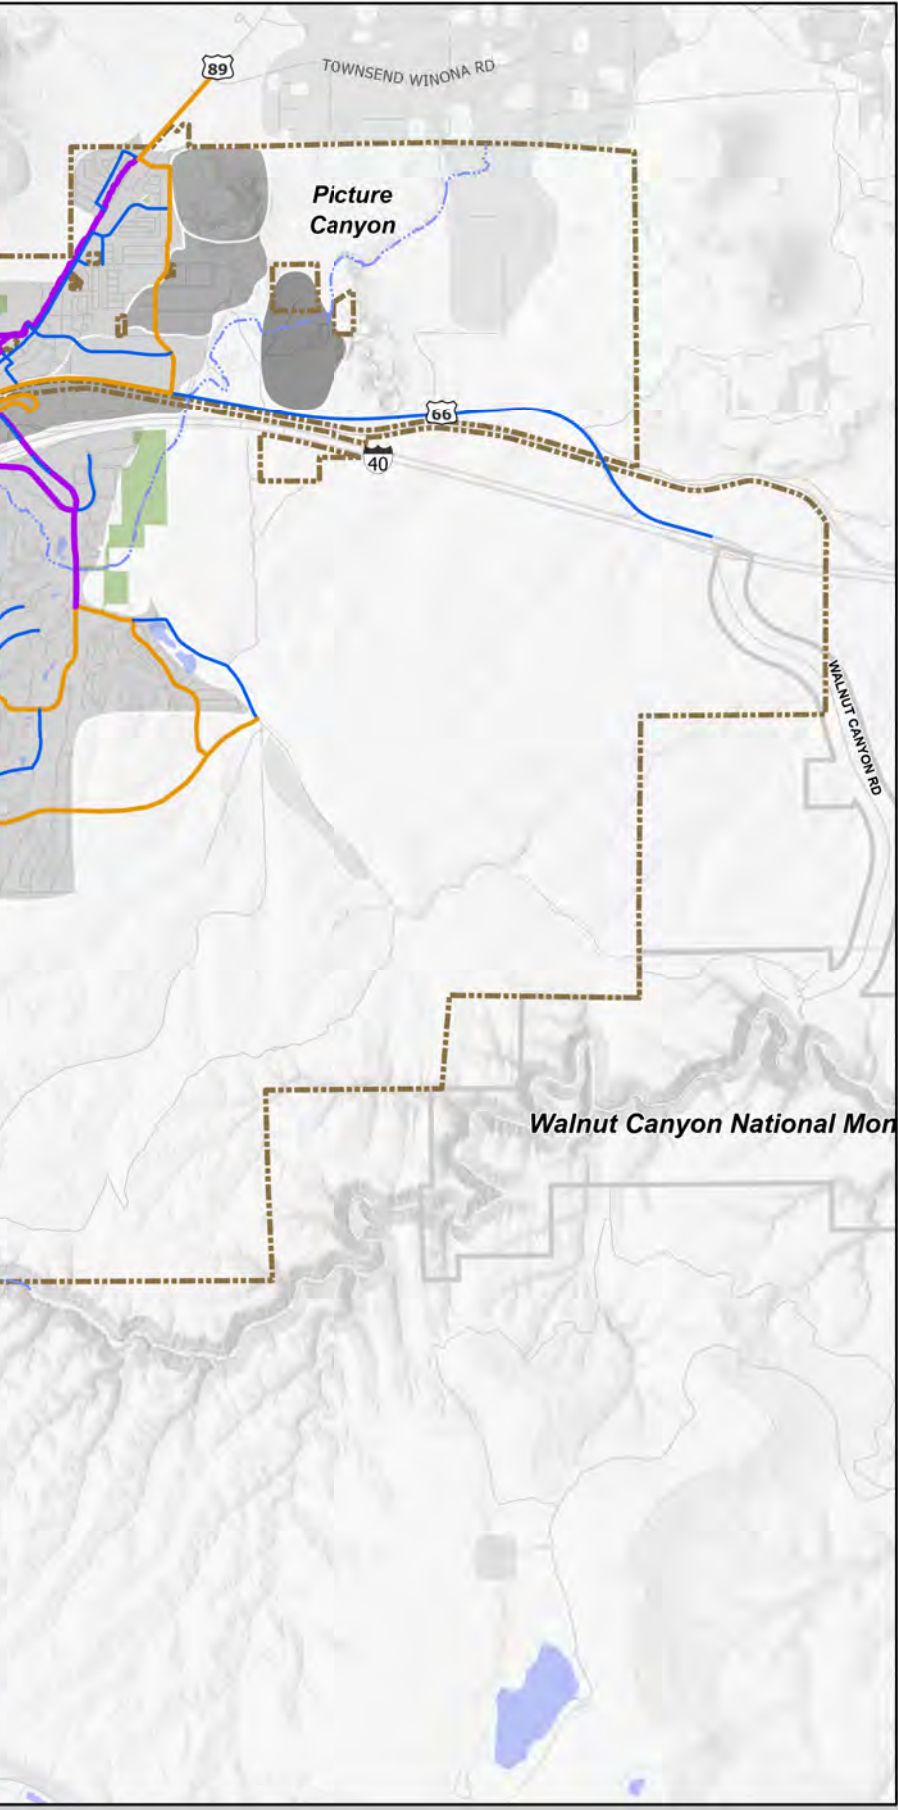 89
TOWNSEND WINONA RD
Picture
Canyon
66
40
WALNUT CANYON RD
Walnut Canyon National Mon